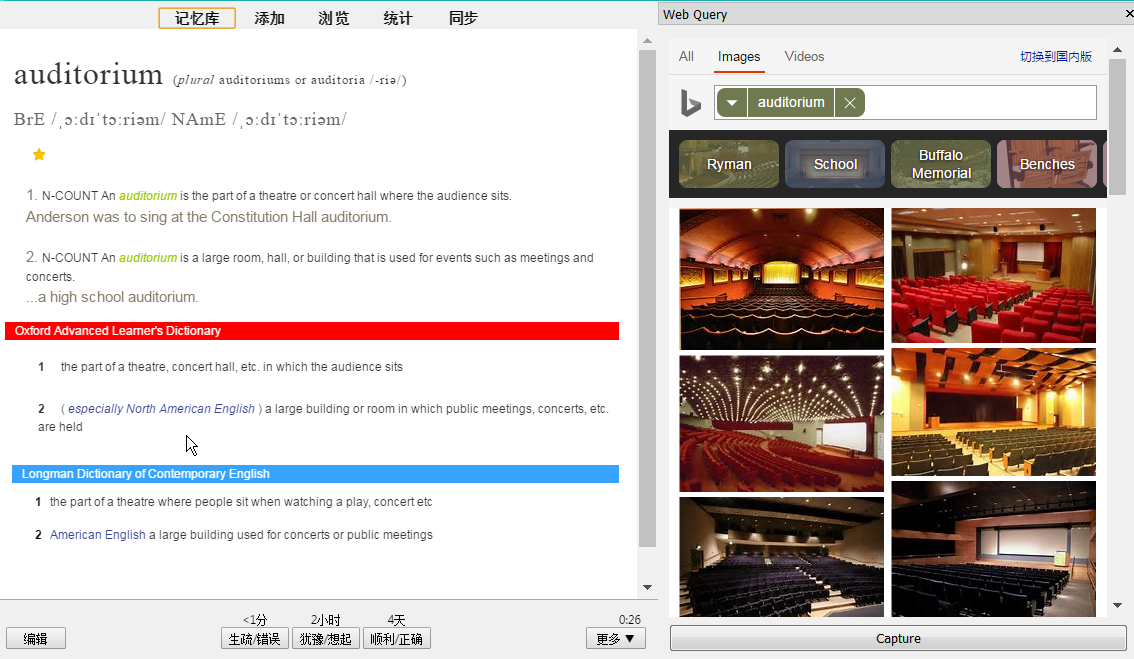 记忆库 添加 浏览 统计 同步
auditorium (plural auditoriums or auditoria /-riə/)
BrE /ˌɔːdɪˈtɔːriəm/ NAmE /ˌɔːdɪˈtɔːriəm/
1. N-COUNT An auditorium is the part of a theatre or concert hall where the audience sits.
Anderson was to sing at the Constitution Hall auditorium.
2. N-COUNT An auditorium is a large room, hall, or building that is used for events such as meetings and
concerts.
...a high school auditorium.
Oxford Advanced Learner's Dictionary
1 the part of a theatre, concert hall, etc. in which the audience sits
2 ( especially North American English ) a large building or room in which public meetings, concerts, etc.
are held
Longman Dictionary of Contemporary English
1 the part of a theatre where people sit when watching a play, concert etc
2 American English a large building used for concerts or public meetings
<1分 2小时 4天 0:26
编辑 生疏/错误 犹豫/想起 顺利/正确 更多 ▼
Web Query
All Images Videos 切换到国内版
auditorium
Ryman School Buffalo Memorial Benches
Capture